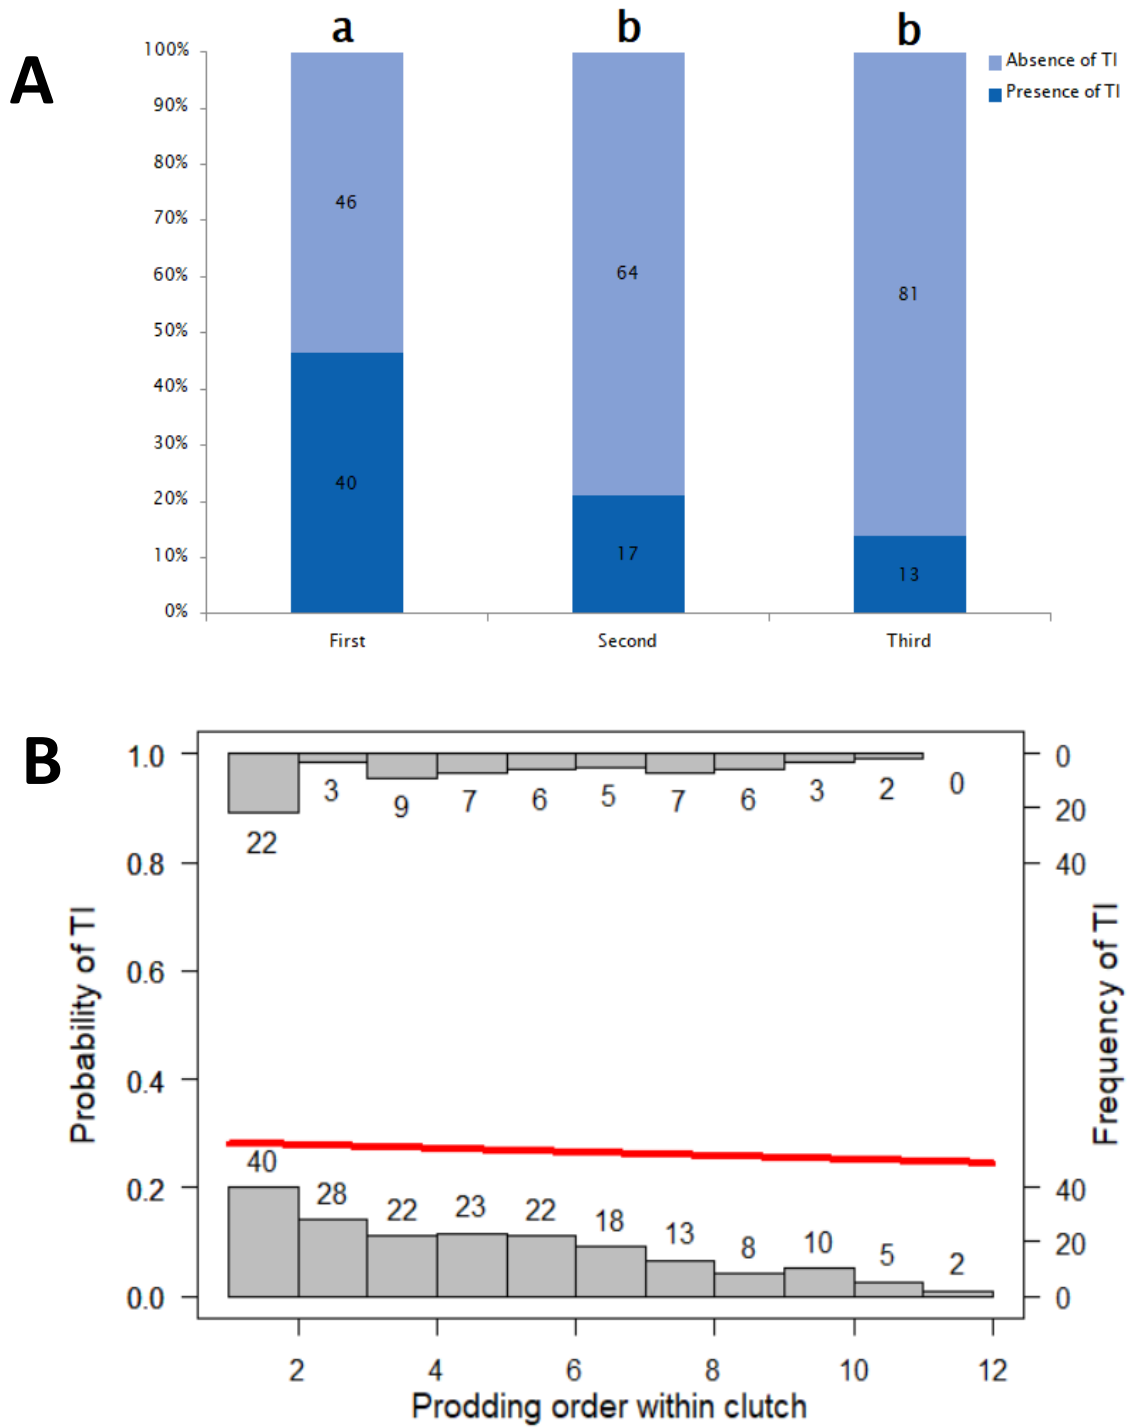 A
a b b
100%
90%
80%
70%
60%
50%
40%
30%
20%
10%
0%
46
64
81
40
17
13
First Second Third
Absence of TI
Presence of TI
B
1.0
0.8
0.6
0.4
0.2
0.0
Probability of TI
22 3 9 7 6 5 7 6 3 2 0
40 28 22 23 22 18 13 8 10 5 2
0
20
40
40
20
0
Frequency of TI
2 4 6 8 10 12
Prodding order within clutch